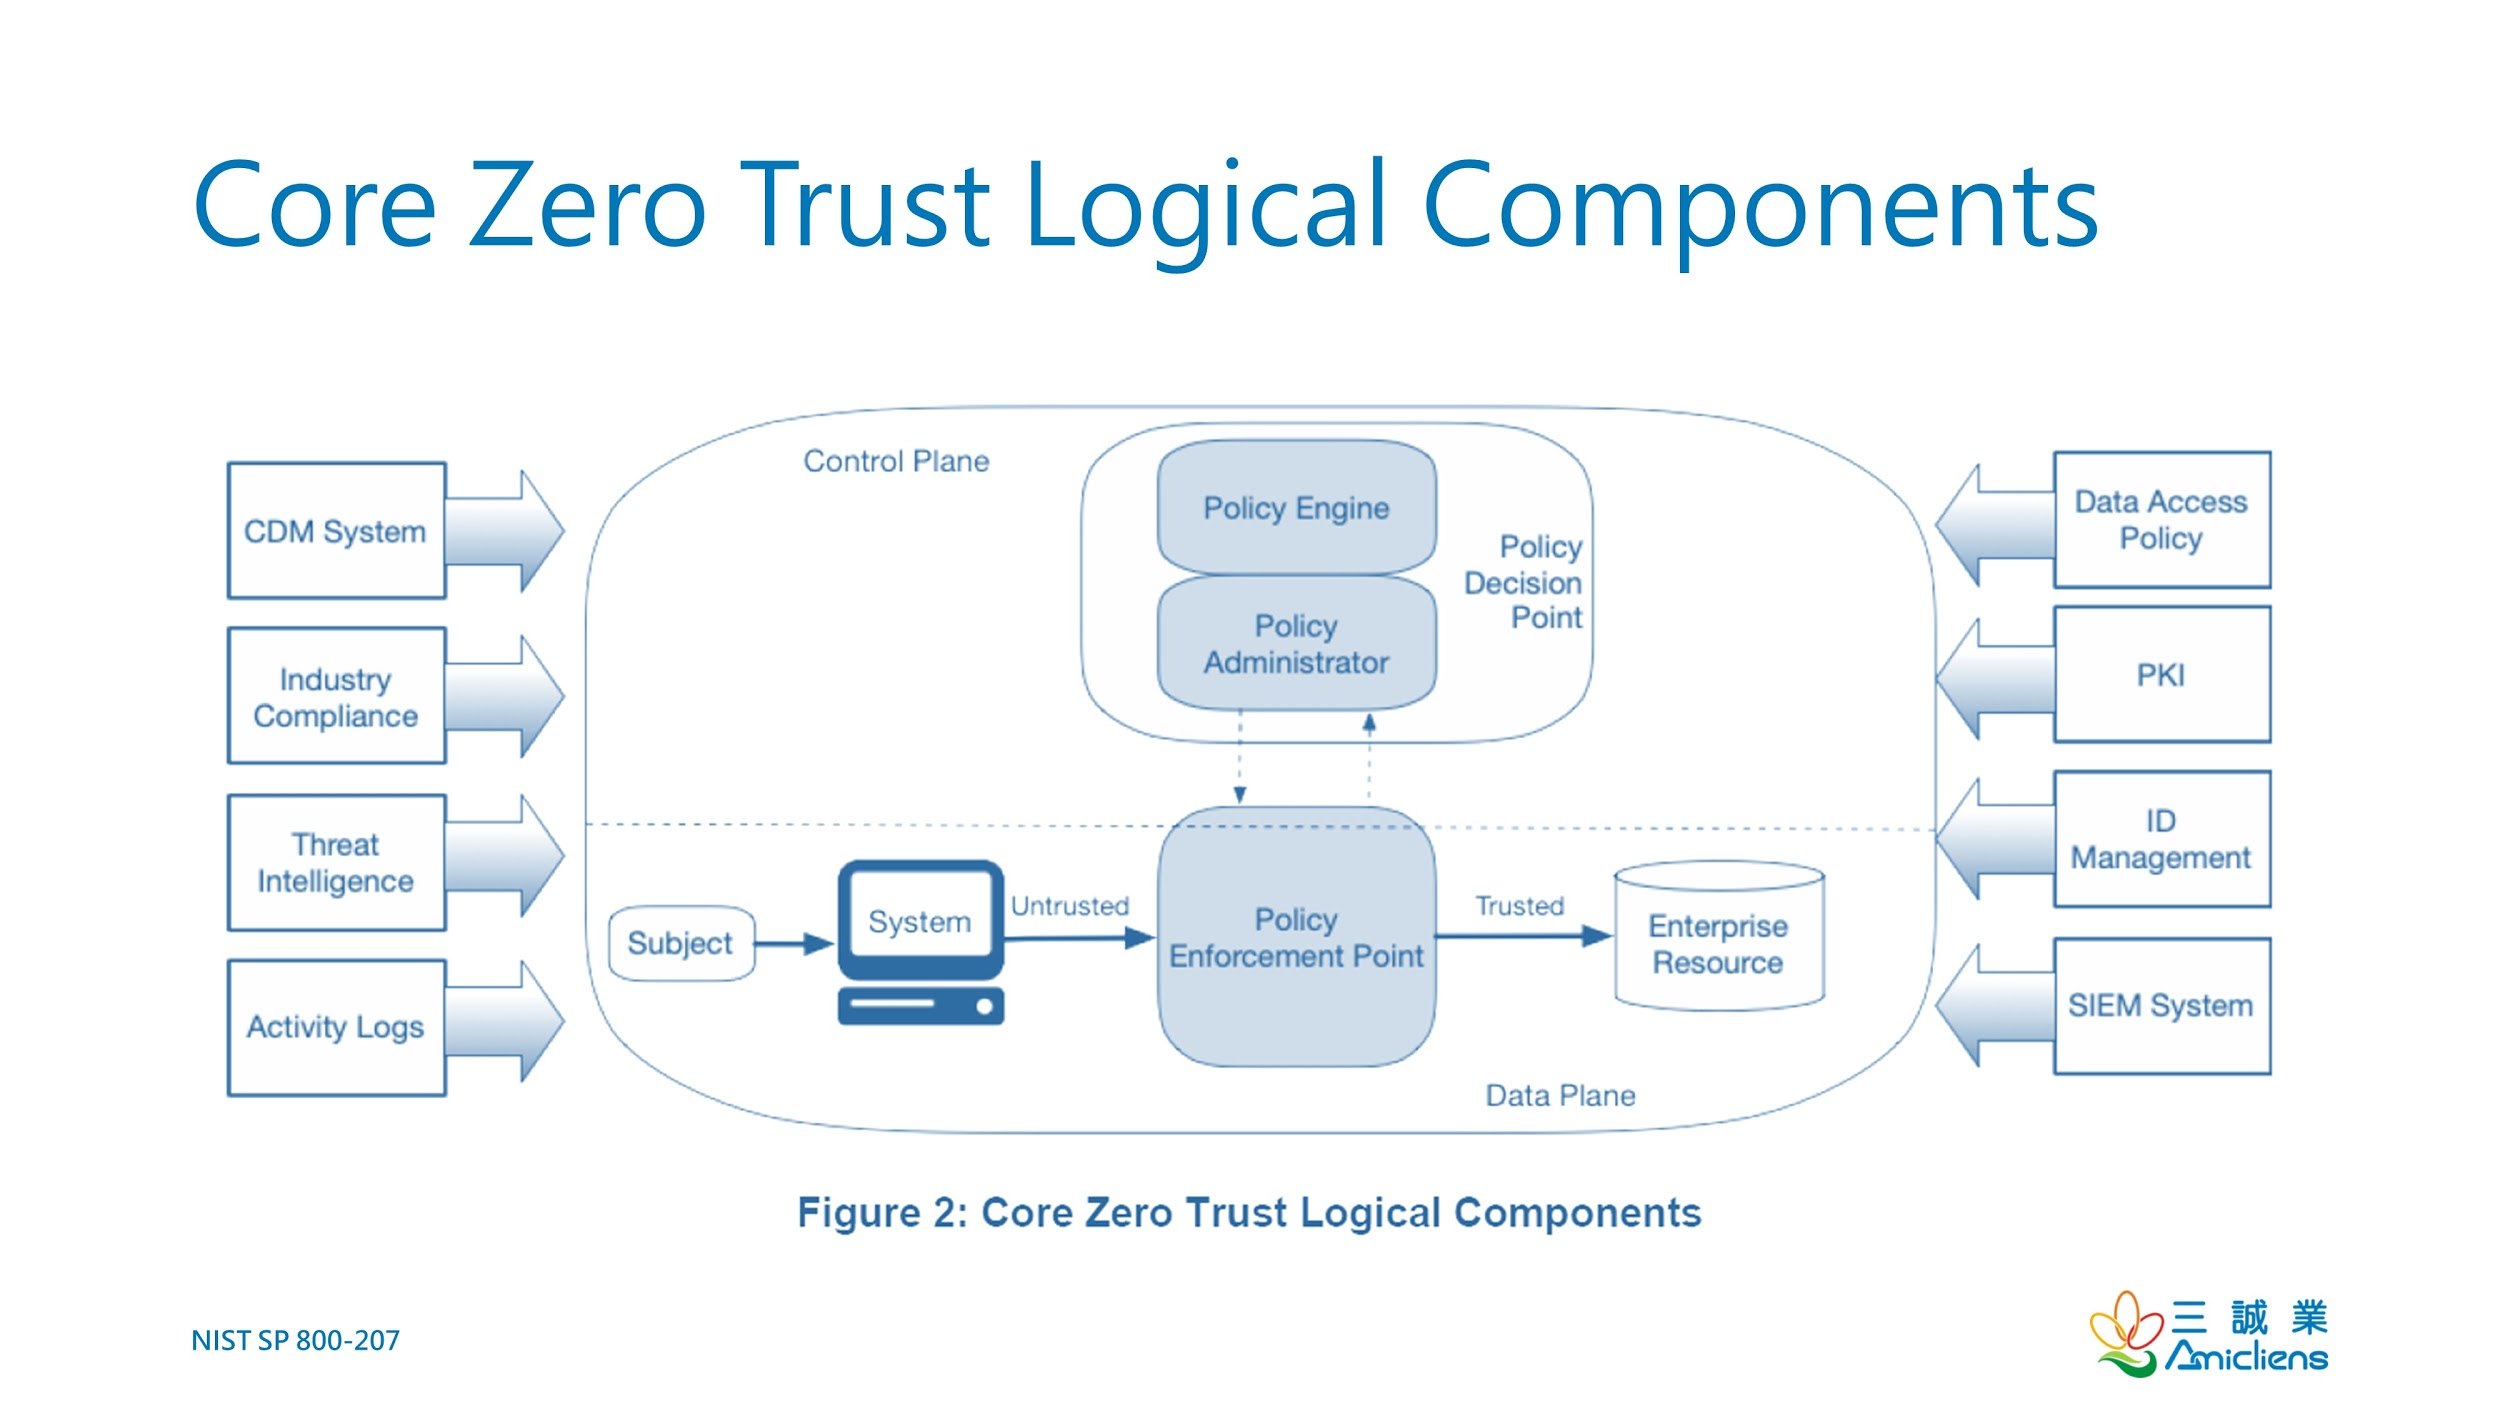 Core Zero Trust Logical Components
Control Plane
Policy Engine
Policy
Administrator
Policy
Decision
Point
CDM System
Industry
Compliance
Threat
Intelligence
Activity Logs
Data Access
Policy
PKI
ID
Management
SIEM System
Subject
System
Untrusted
Policy
Enforcement Point
Trusted
Enterprise
Resource
Data Plane
Figure 2: Core Zero Trust Logical Components
NIST SP 800-207
三誠業
Amicliens